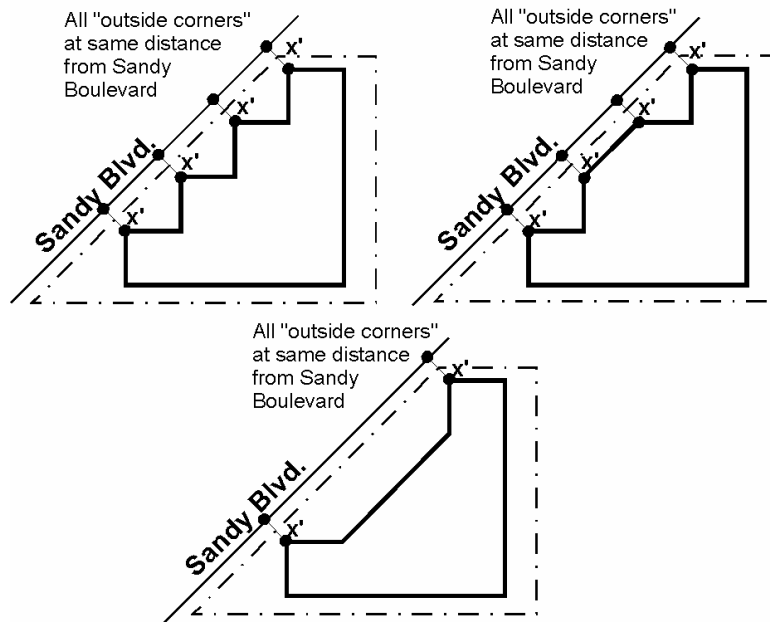 All "outside corners"
at same distance
from Sandy
Boulevard
x'
x'
x'
x'
Sandy Blvd.
All "outside corners"
at same distance
from Sandy
Boulevard
x'
x'
x'
x'
Sandy Blvd.
All "outside corners"
at same distance
from Sandy
Boulevard
x'
x'
Sandy Blvd.